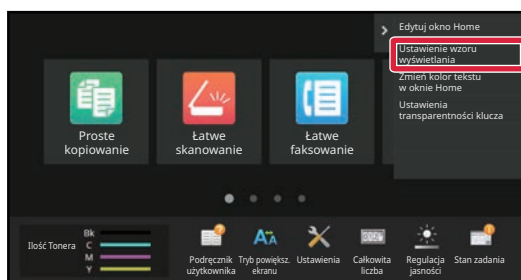 Edytuj okno Home
Ustawienie wzoru
wyświetlania
Zmień kolor tekstu
w oknie Home
Ustawienia
transparentności klucza
Proste
kopiowanie
Łatwe
skanowanie
Łatwe
faksowanie
Ilość Tonera
Bk
C
M
Y
Podręcznik
użytkownika
Tryb powiększ.
ekranu
Ustawienia
Całkowita
liczba
Regulacja
jasności
Stan zadania